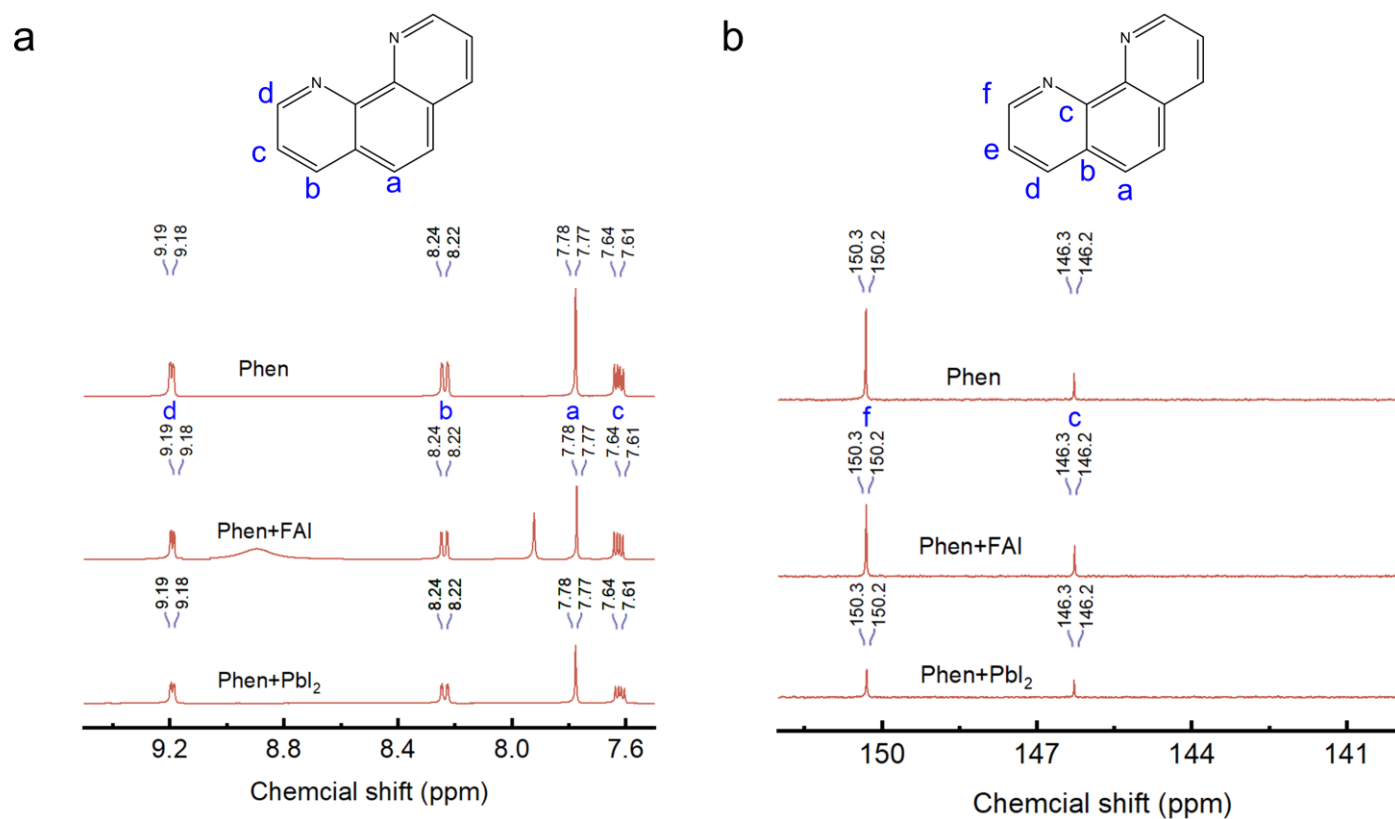 a
N
N
d
c
b
a
9.19
9.18
8.24
8.22
7.78
7.77
7.64
7.61
Phen
d
b
a
c
9.19
9.18
8.24
8.22
7.78
7.77
7.64
7.61
Phen+FAI
9.19
9.18
8.24
8.22
7.78
7.77
7.64
7.61
Phen+PbI₂
9.2 8.8 8.4 8.0 7.6
Chemcial shift (ppm)
b
N
N
f
c
e
b
d
a
150.3
150.2
146.3
146.2
Phen
f
c
150.3
150.2
146.3
146.2
Phen+FAI
150.3
150.2
146.3
146.2
Phen+PbI₂
150 147 144 141
Chemcial shift (ppm)